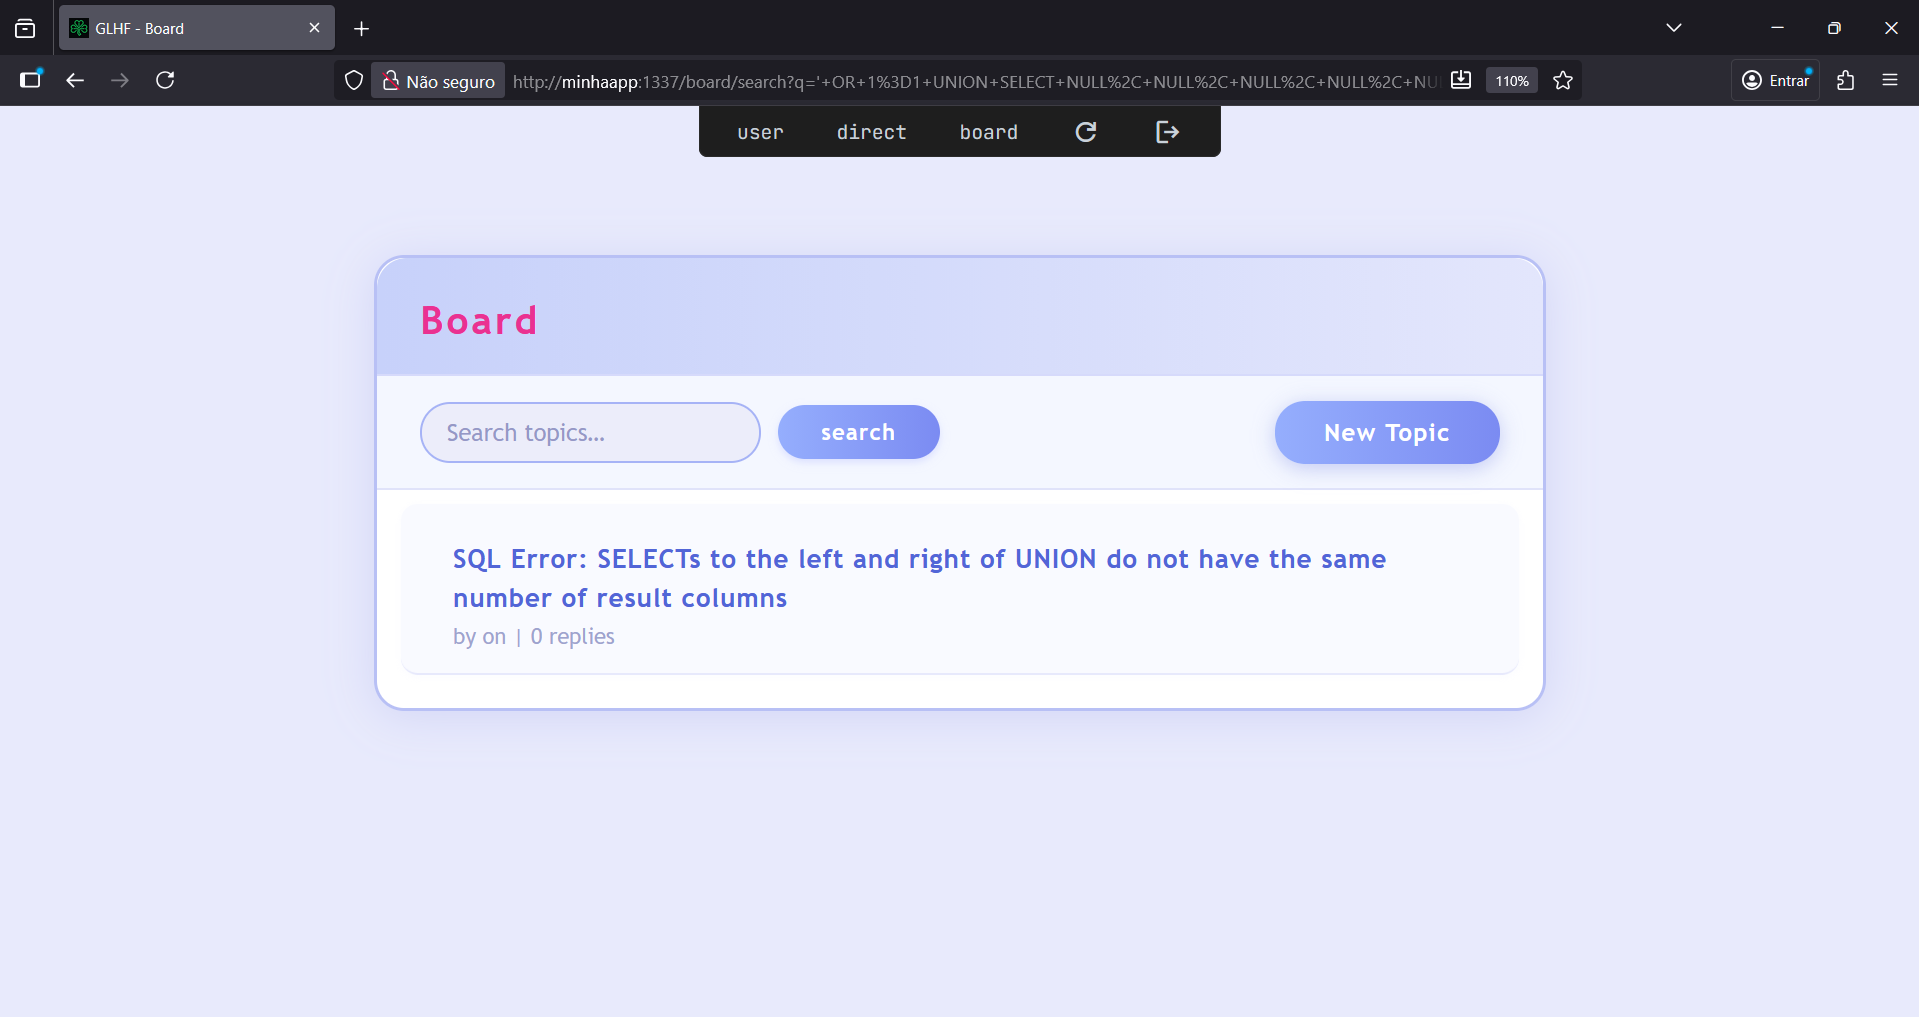 GLHF - Board
Não seguro
http://minhaapp:1337/board/search?q='+OR+1%3D1+UNION+SELECT+NULL%2C+NULL%2C+NULL%2C+NULL%2C+NU
110%
Entrar
user direct board
Board
Search topics...
search
New Topic
SQL Error: SELECTs to the left and right of UNION do not have the same
number of result columns
by on | 0 replies